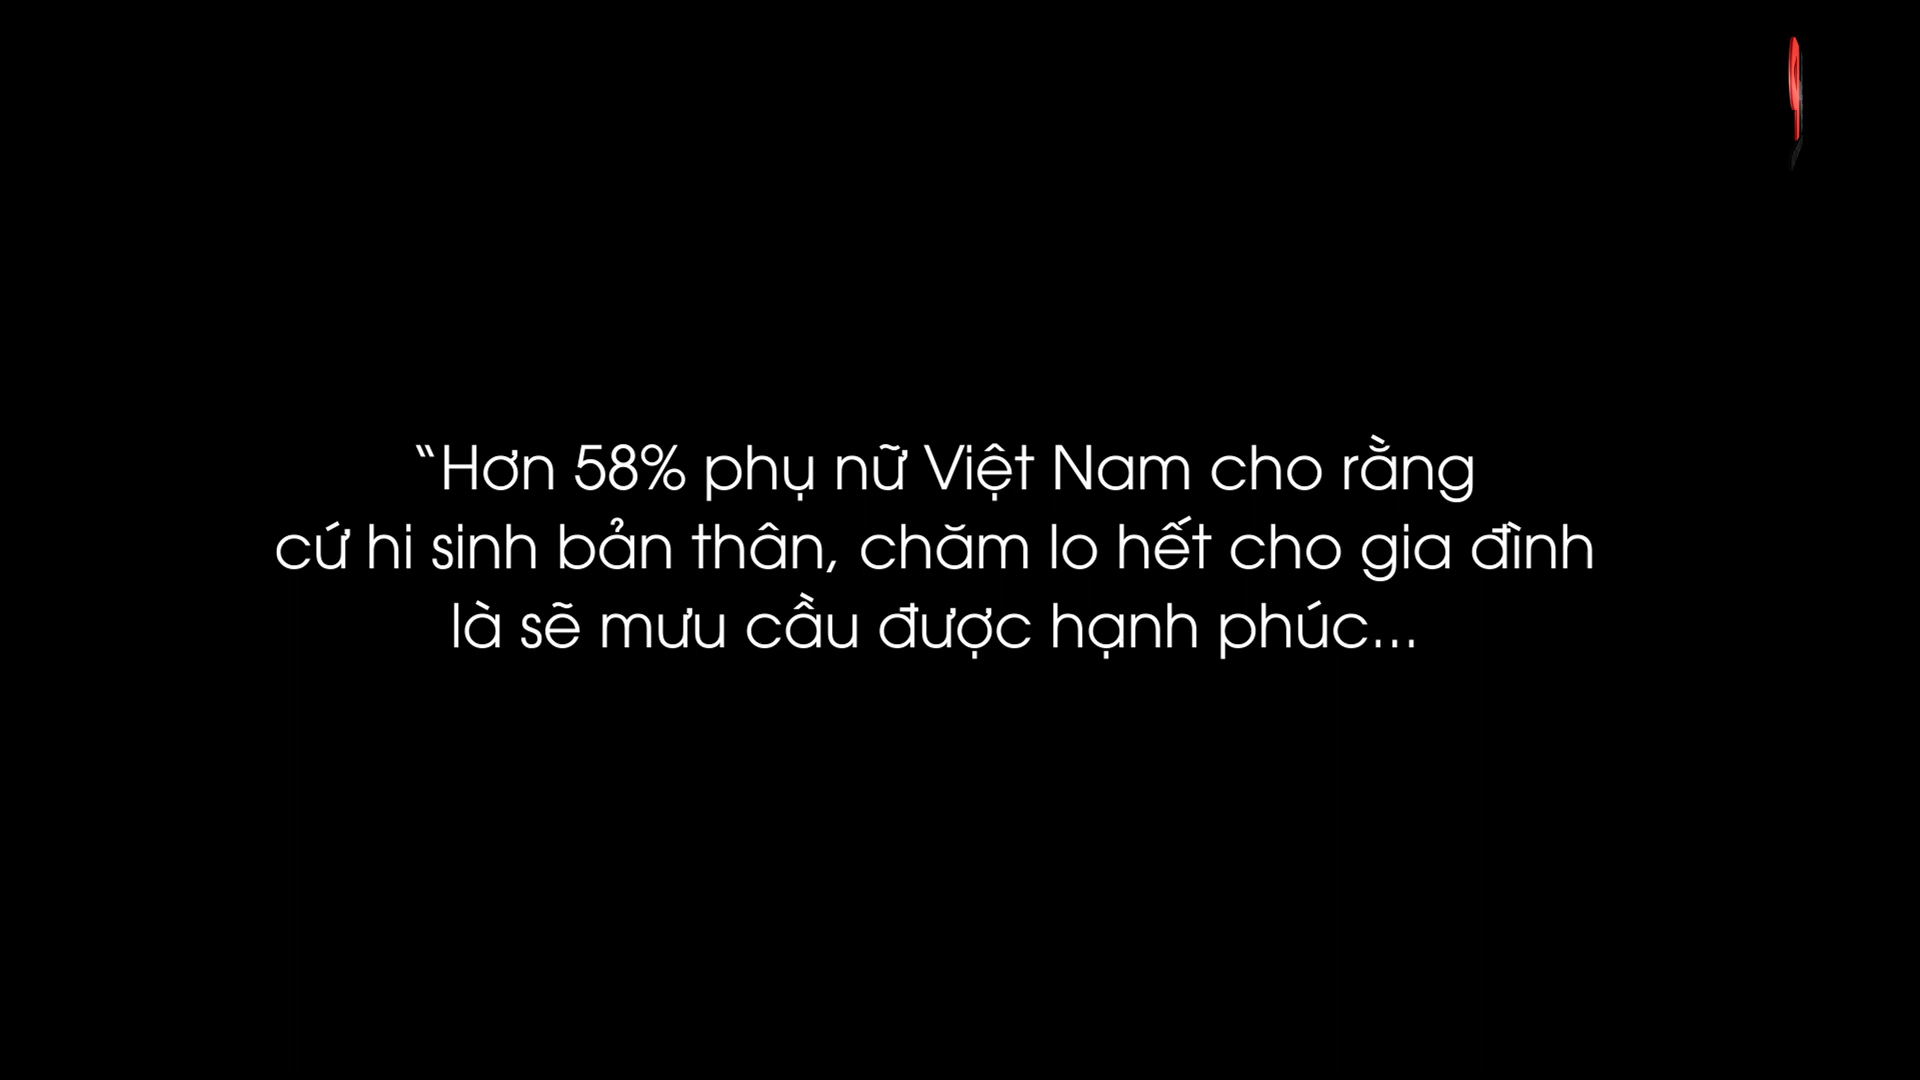 “Hơn 58% phụ nữ Việt Nam cho rằng
cứ hi sinh bản thân, chăm lo hết cho gia đình
là sẽ mưu cầu được hạnh phúc...